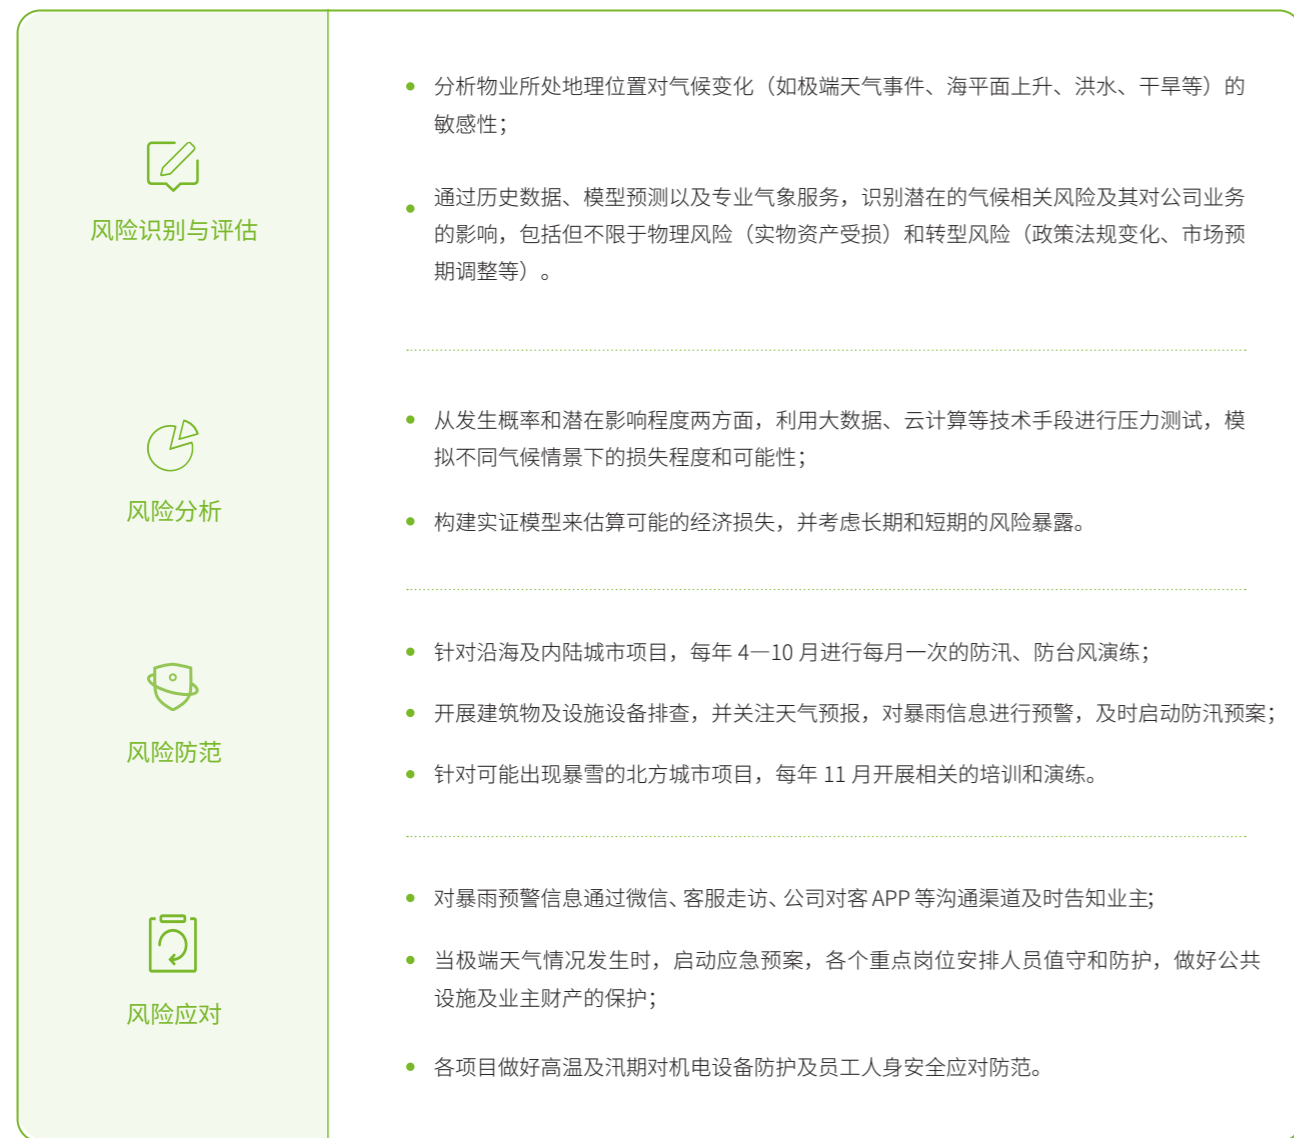 风险识别与评估
分析物业所处地理位置对气候变化（如极端天气事件、海平面上升、洪水、干旱等）的
敏感性；
通过历史数据、模型预测以及专业气象服务，识别潜在的气候相关风险及其对公司业务
的影响，包括但不限于物理风险（实物资产受损）和转型风险（政策法规变化、市场预
期调整等）。
风险分析
从发生概率和潜在影响程度两方面，利用大数据、云计算等技术手段进行压力测试，模
拟不同气候情景下的损失程度和可能性；
构建实证模型来估算可能的经济损失，并考虑长期和短期的风险暴露。
风险防范
针对沿海及内陆城市项目，每年 4—10 月进行每月一次的防汛、防台风演练；
开展建筑物及设施设备排查，并关注天气预报，对暴雨信息进行预警，及时启动防汛预案；
针对可能出现暴雪的北方城市项目，每年 11 月开展相关的培训和演练。
风险应对
对暴雨预警信息通过微信、客服走访、公司对客 APP 等沟通渠道及时告知业主；
当极端天气情况发生时，启动应急预案，各个重点岗位安排人员值守和防护，做好公共
设施及业主财产的保护；
各项目做好高温及汛期对机电设备防护及员工人身安全应对防范。